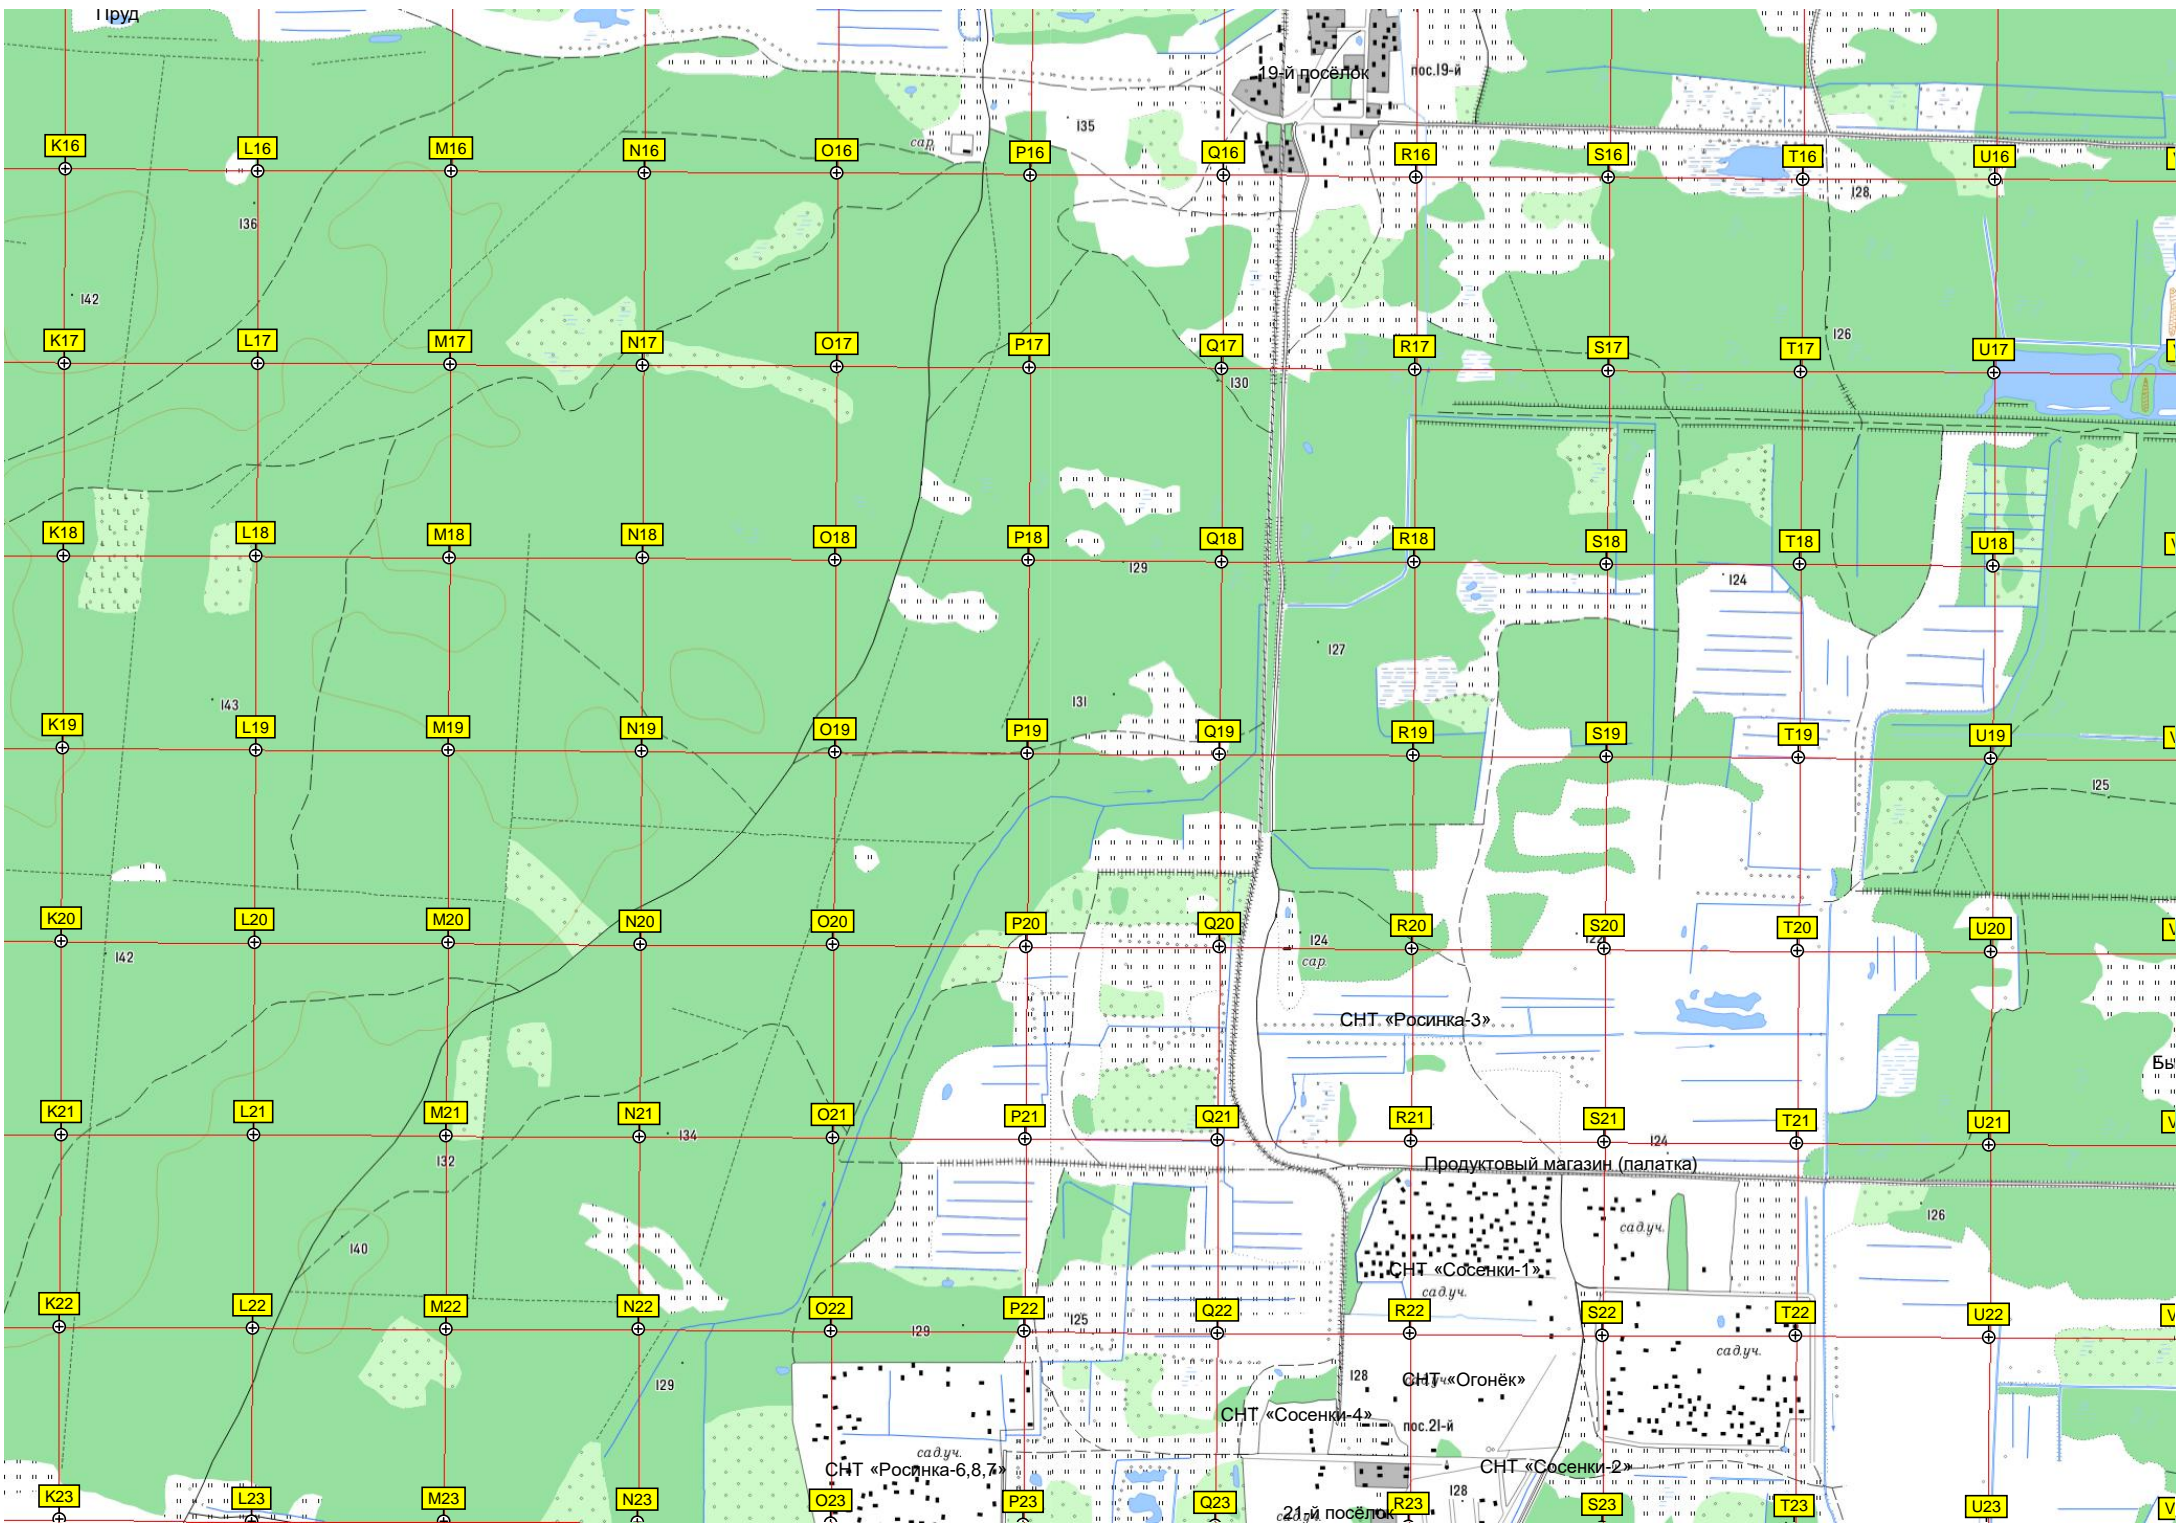 Пруд
19-й посёлок
пос.19-й
135
сар.
K16 L16 M16 N16 O16 P16 Q16 R16 S16 T16 U16
128
136
142
126
K17 L17 M17 N17 O17 P17 Q17 R17 S17 T17 U17
130
K18 L18 M18 N18 O18 P18 Q18 R18 S18 T18 U18
129
124
127
143
131
K19 L19 M19 N19 O19 P19 Q19 R19 S19 T19 U19
125
K20 L20 M20 N20 O20 P20 Q20 R20 S20 T20 U20
124
142
сар.
СНТ «Росинка-3»
K21 L21 M21 N21 O21 P21 Q21 R21 S21 T21 U21
134
124
132
Продуктовый магазин (палатка)
126
сад.уч.
140
СНТ «Сосенки-1»
сад.уч.
K22 L22 M22 N22 O22 P22 Q22 R22 S22 T22 U22
129
125
сад.уч.
129
128
СНТ «Огонёк»
СНТ «Сосенки-4»
пос.21-й
сад.уч.
СНТ «Росинка-6,8,7»
СНТ «Сосенки-2»
128
K23 L23 M23 N23 O23 P23 Q23 R23 S23 T23 U23
21-й посёлок